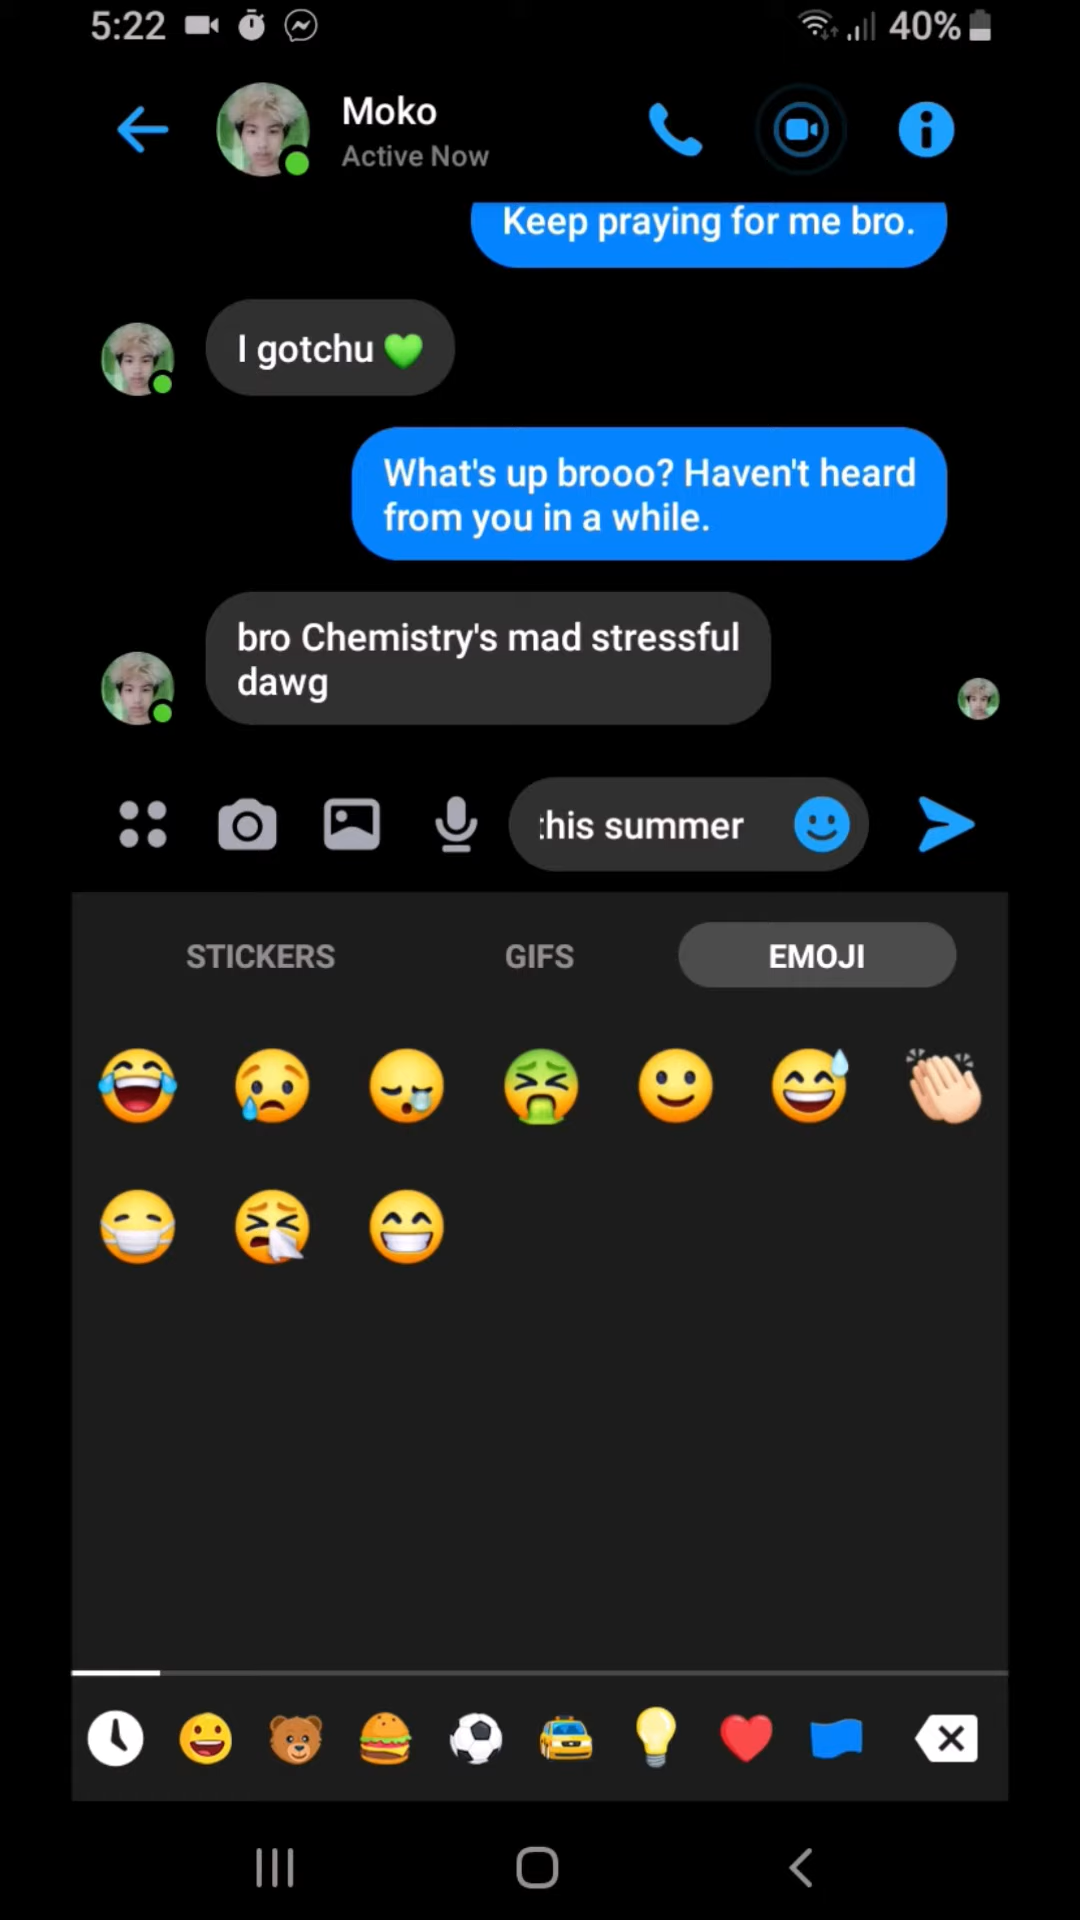 5:22
40%
Moko
Active Now
Keep praying for me bro.
I gotchu 💚
What's up brooo? Haven't heard
from you in a while.
bro Chemistry's mad stressful
dawg
this summer
STICKERS
GIFS
EMOJI